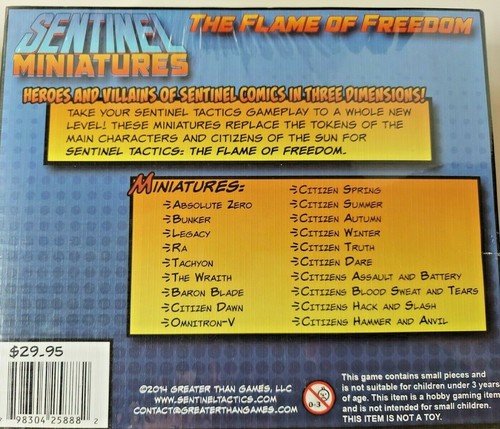 SENTINEL
MINIATURES
THE FLAME OF FREEDOM
HEROES AND VILLAINS OF SENTINEL COMICS IN THREE DIMENSIONS!
TAKE YOUR SENTINEL TACTICS GAMEPLAY TO A WHOLE NEW
LEVEL! THESE MINIATURES REPLACE THE TOKENS OF THE
MAIN CHARACTERS AND CITIZENS OF THE SUN FOR
SENTINEL TACTICS: THE FLAME OF FREEDOM.
MINIATURES:
ABSOLUTE ZERO
BUNKER
LEGACY
RA
TACHYON
THE WRAITH
BARON BLADE
CITIZEN DAWN
OMNITRON-V
CITIZEN SPRING
CITIZEN SUMMER
CITIZEN AUTUMN
CITIZEN WINTER
CITIZEN TRUTH
CITIZEN DARE
CITIZENS ASSAULT AND BATTERY
CITIZENS BLOOD SWEAT AND TEARS
CITIZENS HACK AND SLASH
CITIZENS HAMMER AND ANVIL
$29.95
7 98304 25888 2
©2014 GREATER THAN GAMES, LLC
WWW.SENTINELTACTICS.COM
CONTACT@GREATERTHANGAMES.COM
0-3
This game contains small pieces and
is not suitable for children under 3 years
of age. This item is a hobby gaming item
and is not intended for small children.
THIS IS NOT A TOY.